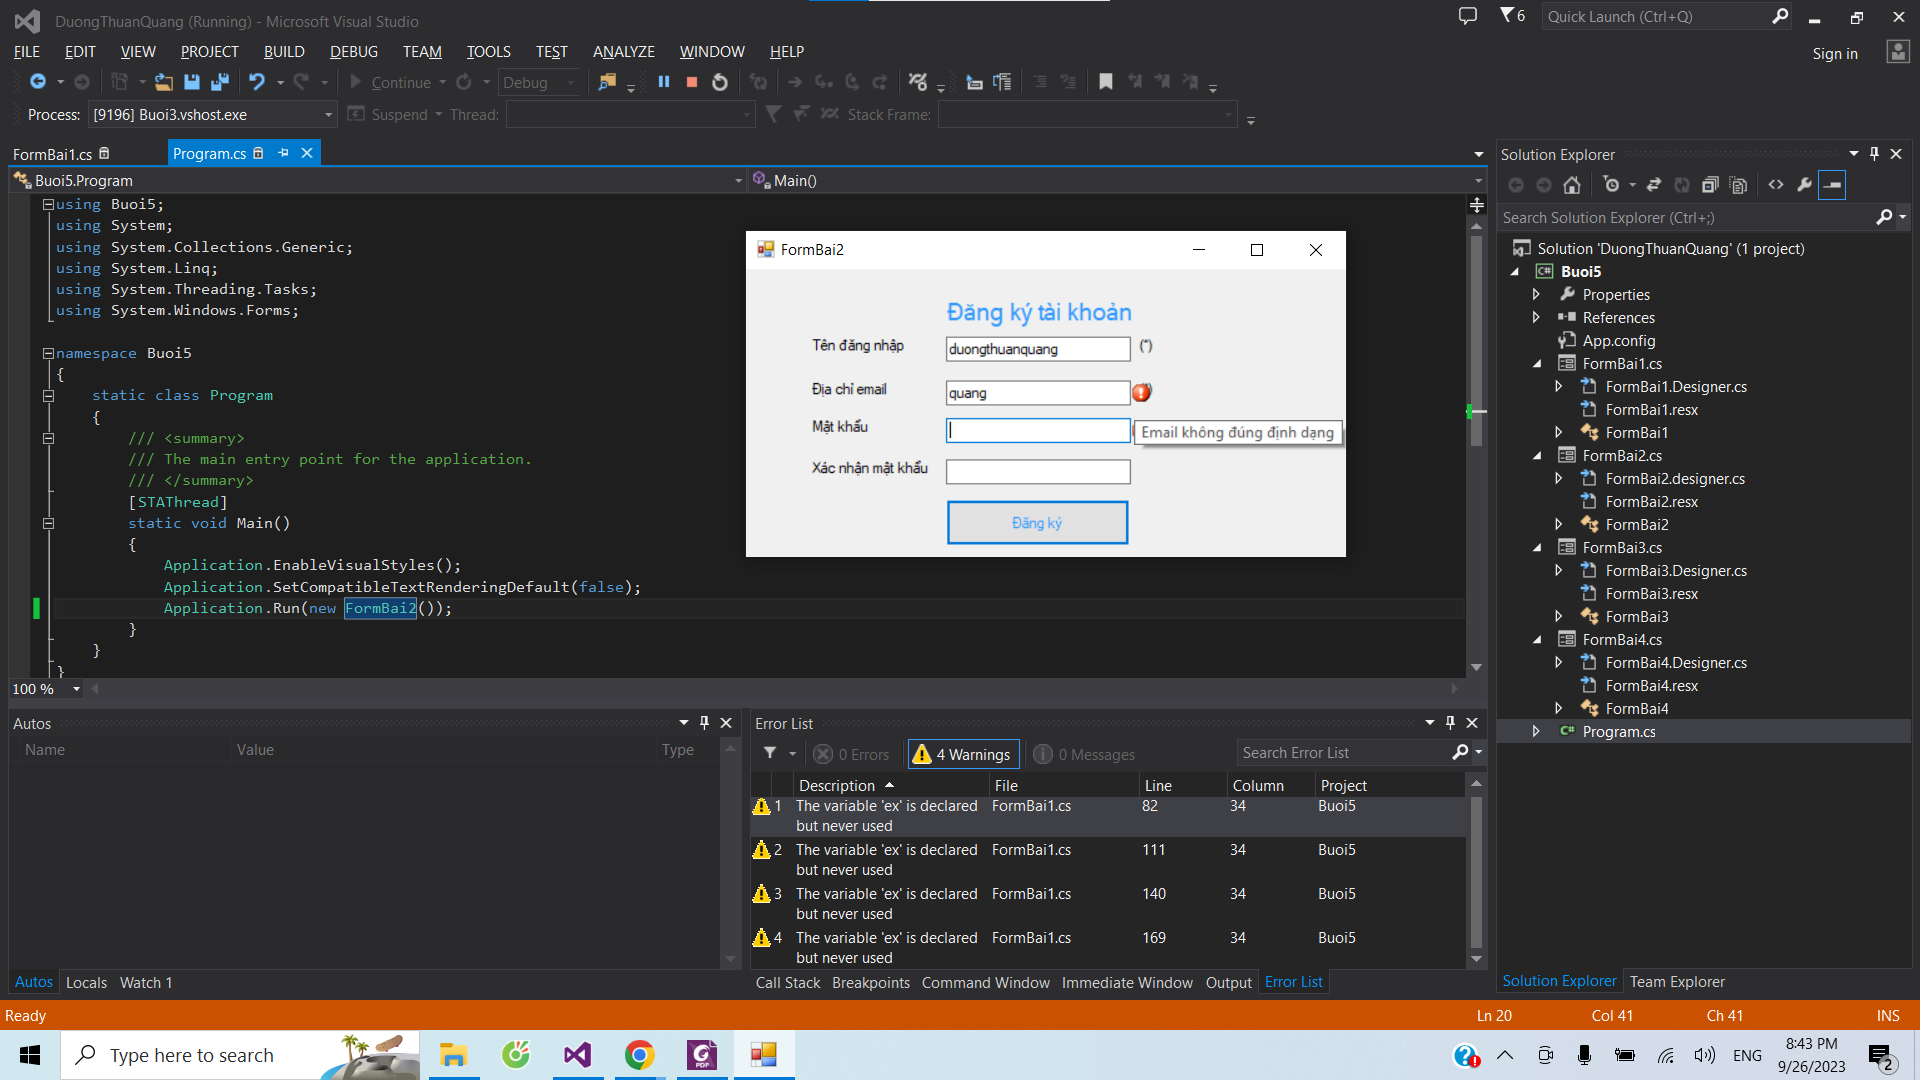 DuongThuanQuang (Running) - Microsoft Visual Studio
6
Quick Launch (Ctrl+Q)
FILE EDIT VIEW PROJECT BUILD DEBUG TEAM TOOLS TEST ANALYZE WINDOW HELP
Sign in
Continue
Debug
Process: [9196] Buoi3.vshost.exe
Suspend
Thread:
Stack Frame:
FormBai1.cs
Program.cs
Buoi5.Program
Main()
using Buoi5;
using System;
using System.Collections.Generic;
using System.Linq;
using System.Threading.Tasks;
using System.Windows.Forms;
namespace Buoi5
{
static class Program
{
/// <summary>
/// The main entry point for the application.
/// </summary>
[STAThread]
static void Main()
{
Application.EnableVisualStyles();
Application.SetCompatibleTextRenderingDefault(false);
Application.Run(new FormBai2());
}
}
}
100 %
FormBai2
Đăng ký tài khoản
Tên đăng nhập
duongthuanquang
(*)
Địa chỉ email
quang
Mật khẩu
Email không đúng định dạng
Xác nhận mật khẩu
Đăng ký
Solution Explorer
Search Solution Explorer (Ctrl+;)
Solution 'DuongThuanQuang' (1 project)
Buoi5
Properties
References
App.config
FormBai1.cs
FormBai1.Designer.cs
FormBai1.resx
FormBai1
FormBai2.cs
FormBai2.designer.cs
FormBai2.resx
FormBai2
FormBai3.cs
FormBai3.Designer.cs
FormBai3.resx
FormBai3
FormBai4.cs
FormBai4.Designer.cs
FormBai4.resx
FormBai4
Program.cs
Solution Explorer
Team Explorer
Autos
Name Value Type
Autos Locals Watch 1
Error List
0 Errors
4 Warnings
0 Messages
Search Error List
Description File Line Column Project
1 The variable 'ex' is declared but never used FormBai1.cs 82 34 Buoi5
2 The variable 'ex' is declared but never used FormBai1.cs 111 34 Buoi5
3 The variable 'ex' is declared but never used FormBai1.cs 140 34 Buoi5
4 The variable 'ex' is declared but never used FormBai1.cs 169 34 Buoi5
Call Stack Breakpoints Command Window Immediate Window Output Error List
Ready
Ln 20
Col 41
Ch 41
INS
Type here to search
PDF
ENG
8:43 PM
9/26/2023
2